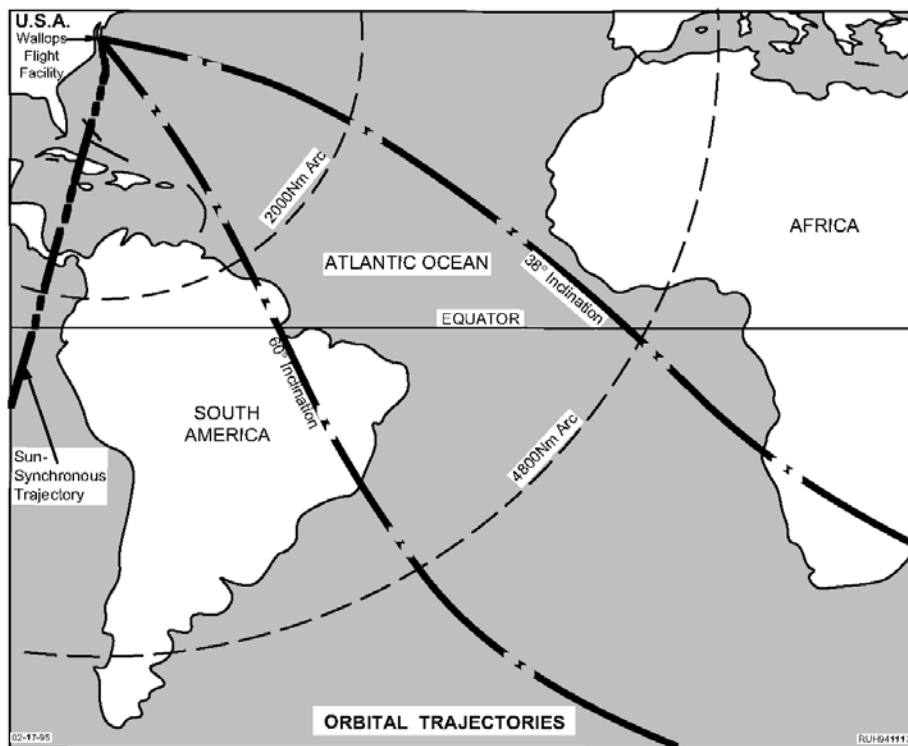 U.S.A.
Wallops
Flight
Facility
2000Nm Arc
ATLANTIC OCEAN
AFRICA
38° Inclination
EQUATOR
60° Inclination
SOUTH
AMERICA
4800Nm Arc
Sun-
Synchronous
Trajectory
ORBITAL TRAJECTORIES
02-17-95